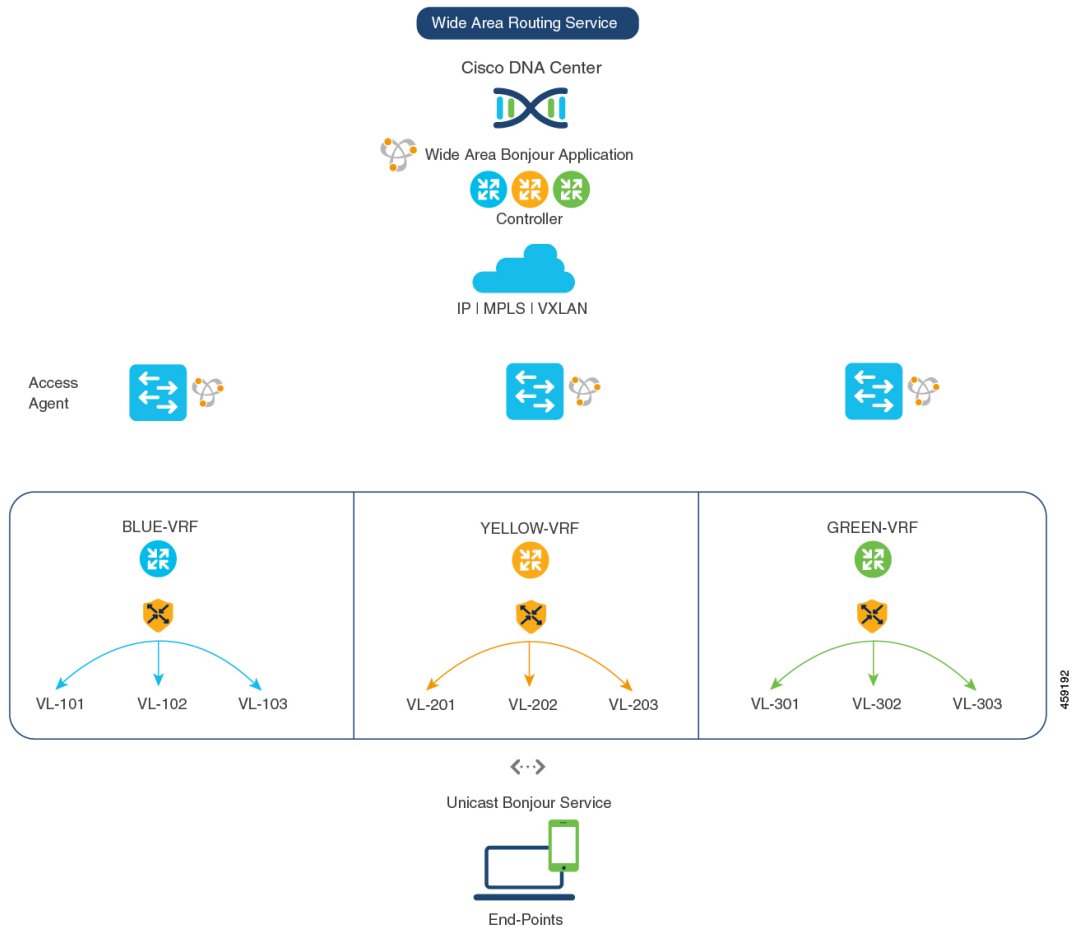 Wide Area Routing Service
Cisco DNA Center
Wide Area Bonjour Application
Controller
IP | MPLS | VXLAN
Access
Agent
BLUE-VRF
YELLOW-VRF
GREEN-VRF
VL-101
VL-102
VL-103
VL-201
VL-202
VL-203
VL-301
VL-302
VL-303
459192
Unicast Bonjour Service
End-Points